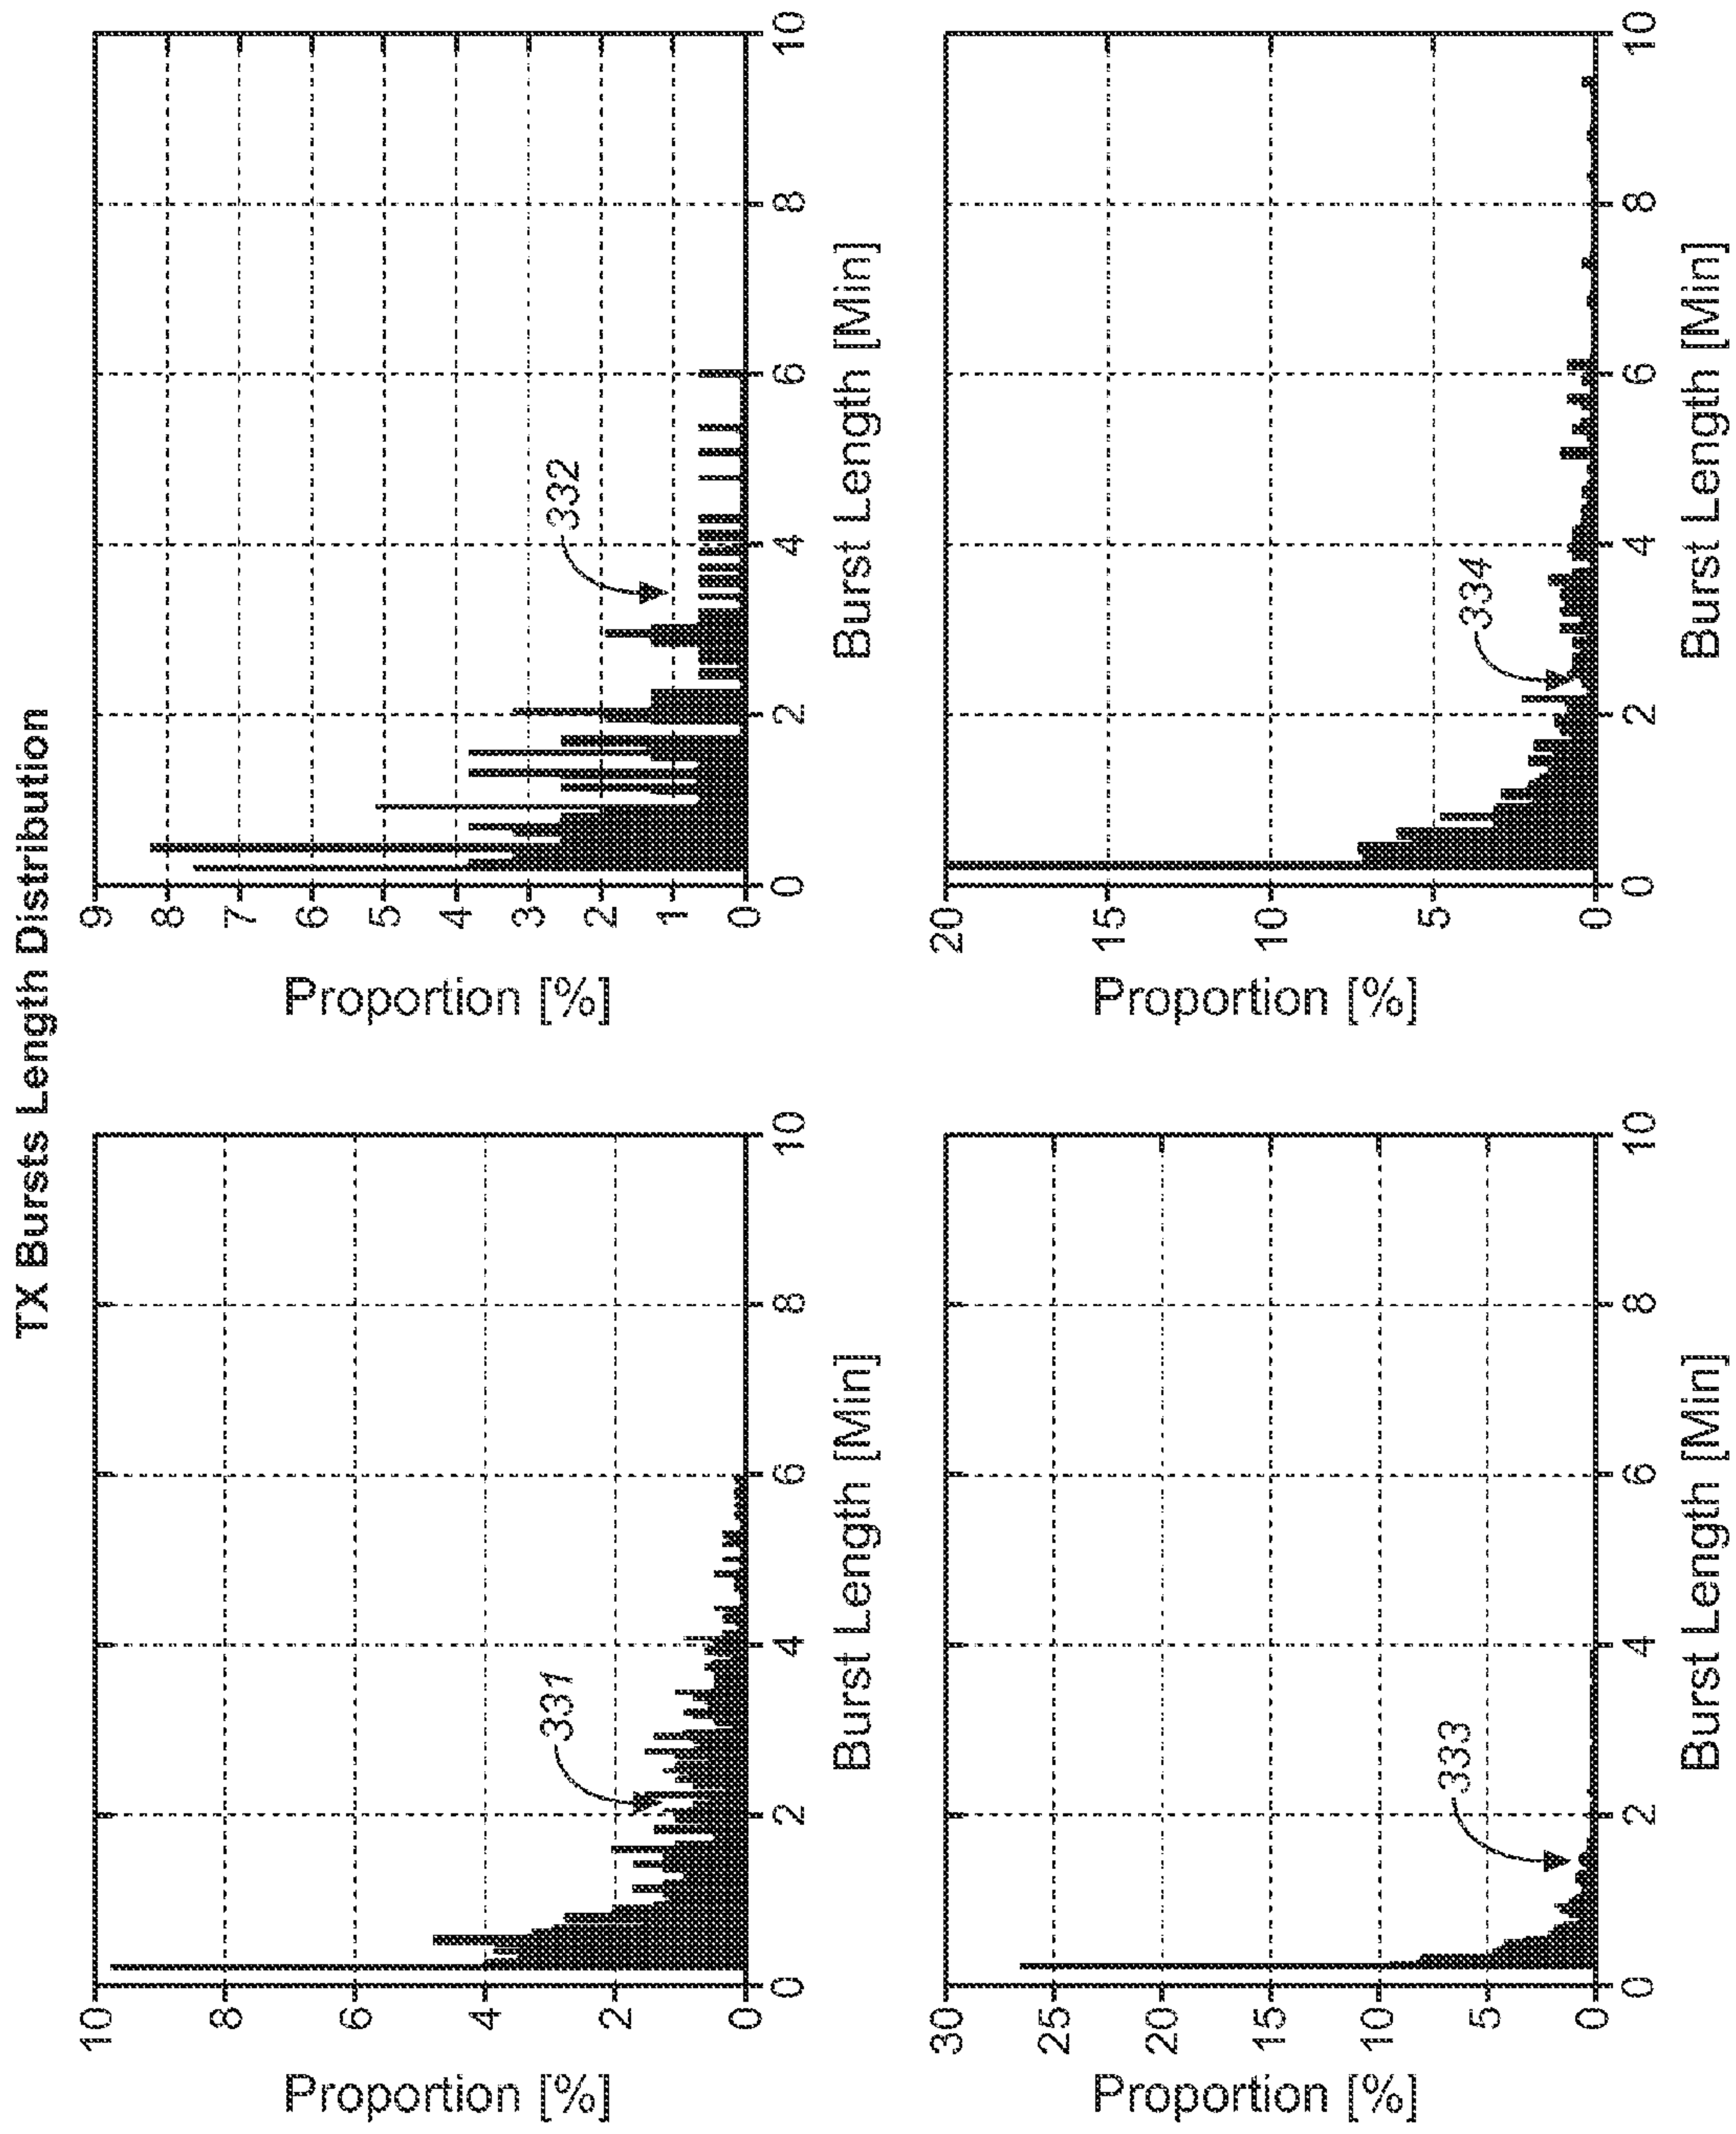 TX Bursts Length Distribution
Proportion [%]
10
8
6
4
2
0
331
0 2 4 6 8 10
Burst Length [Min]
Proportion [%]
9
8
7
6
5
4
3
2
1
0
332
0 2 4 6 8 10
Burst Length [Min]
Proportion [%]
30
25
20
15
10
5
0
333
0 2 4 6 8 10
Burst Length [Min]
Proportion [%]
20
15
10
5
0
334
0 2 4 6 8 10
Burst Length [Min]